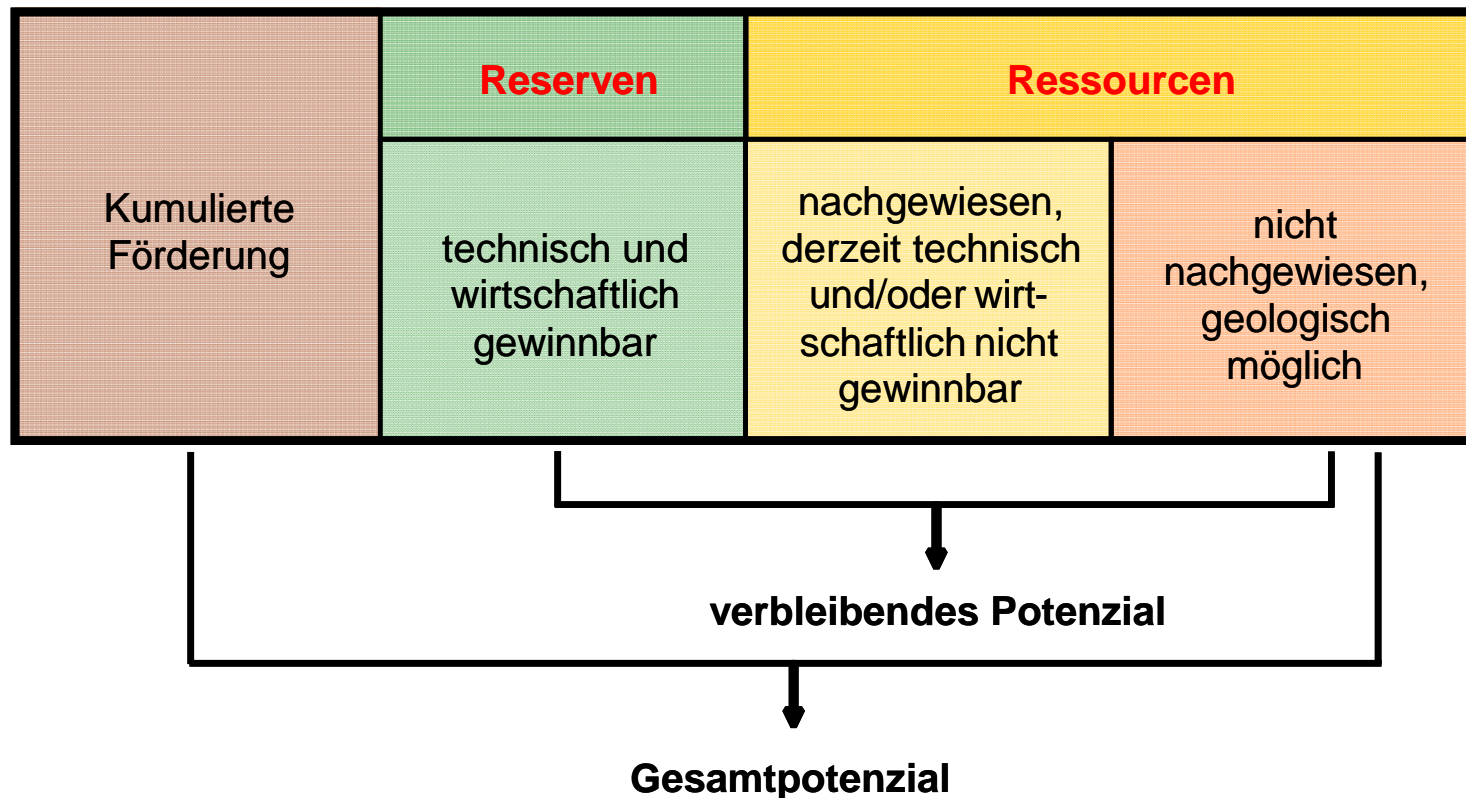 Reserven
Ressourcen
Kumulierte
Förderung
technisch und
wirtschaftlich
gewinnbar
nachgewiesen,
derzeit technisch
und/oder wirt-
schaftlich nicht
gewinnbar
nicht
nachgewiesen,
geologisch
möglich
verbleibendes Potenzial
Gesamtpotenzial